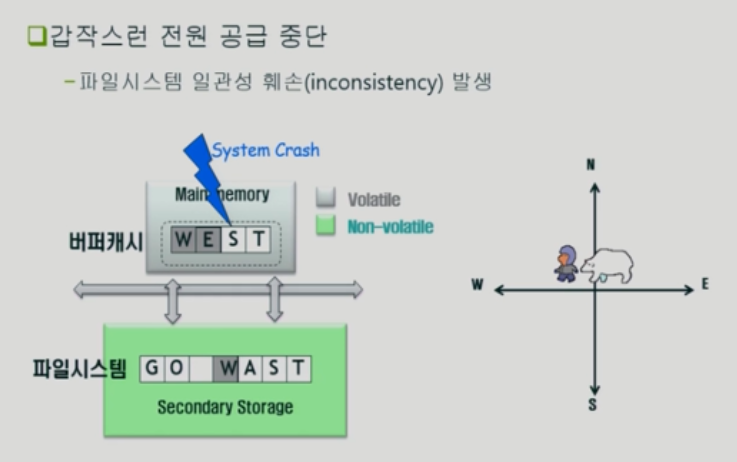 갑작스런 전원 공급 중단
-파일시스템 일관성 훼손(inconsistency) 발생
System Crash
Main memory
버퍼캐시
W E S T
Volatile
Non-volatile
파일시스템
G O W A S T
Secondary Storage
N
W
E
S